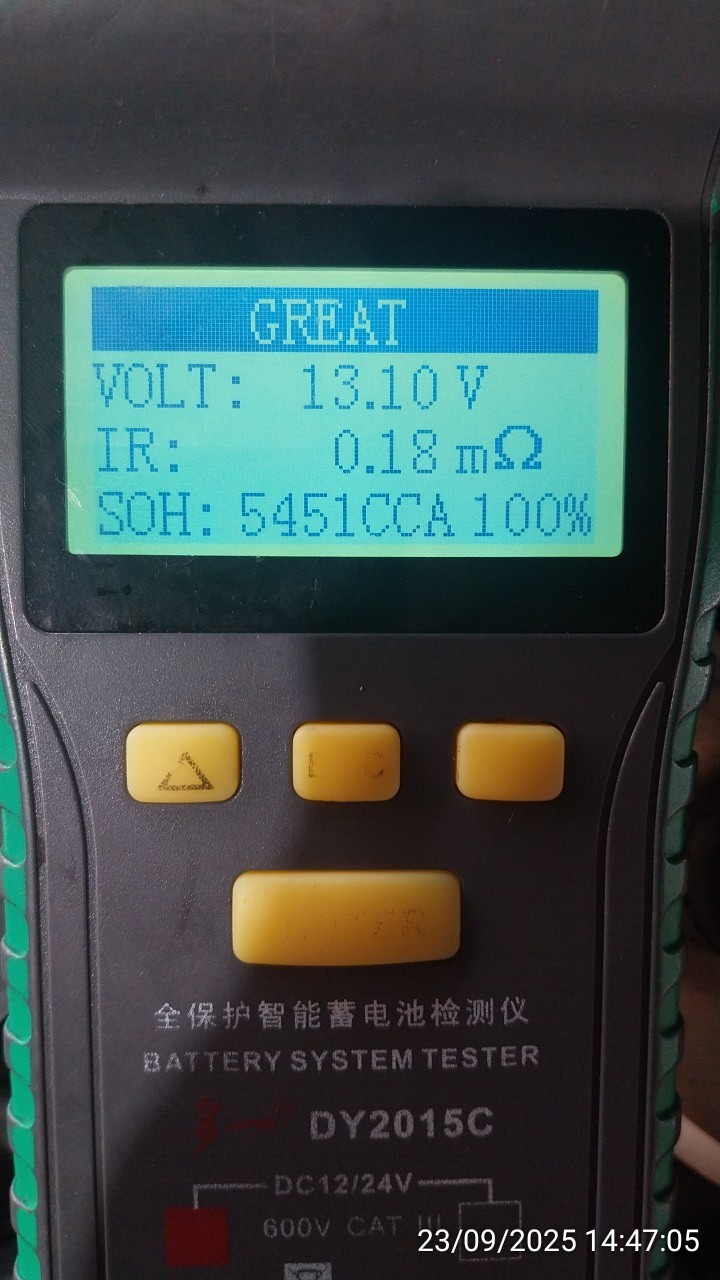 GREAT
VOLT: 13.10 V
IR: 0.18 mΩ
SOH: 5451CCA 100%
全保护智能蓄电池检测仪
BATTERY SYSTEM TESTER
DY2015C
DC12/24V
600V CAT III
23/09/2025 14:47:05